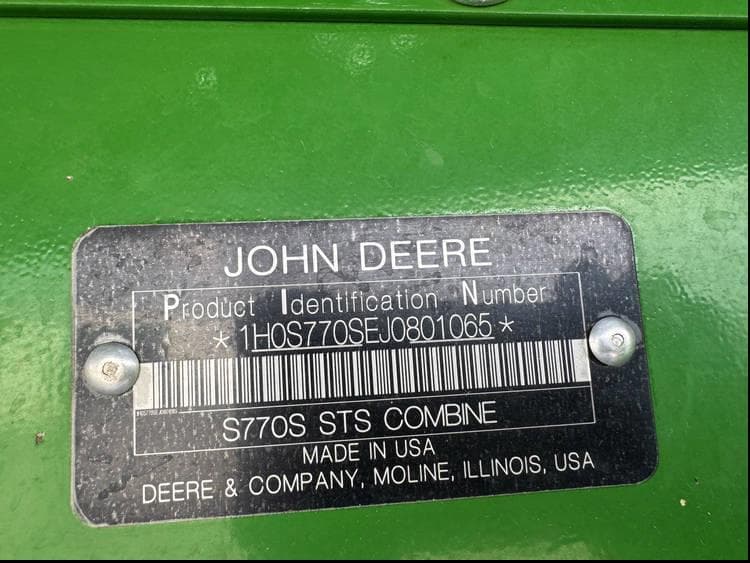 JOHN DEERE
Product Identification Number
*1H0S770SEJ0801065*
S770S STS COMBINE
MADE IN USA
DEERE & COMPANY, MOLINE, ILLINOIS, USA